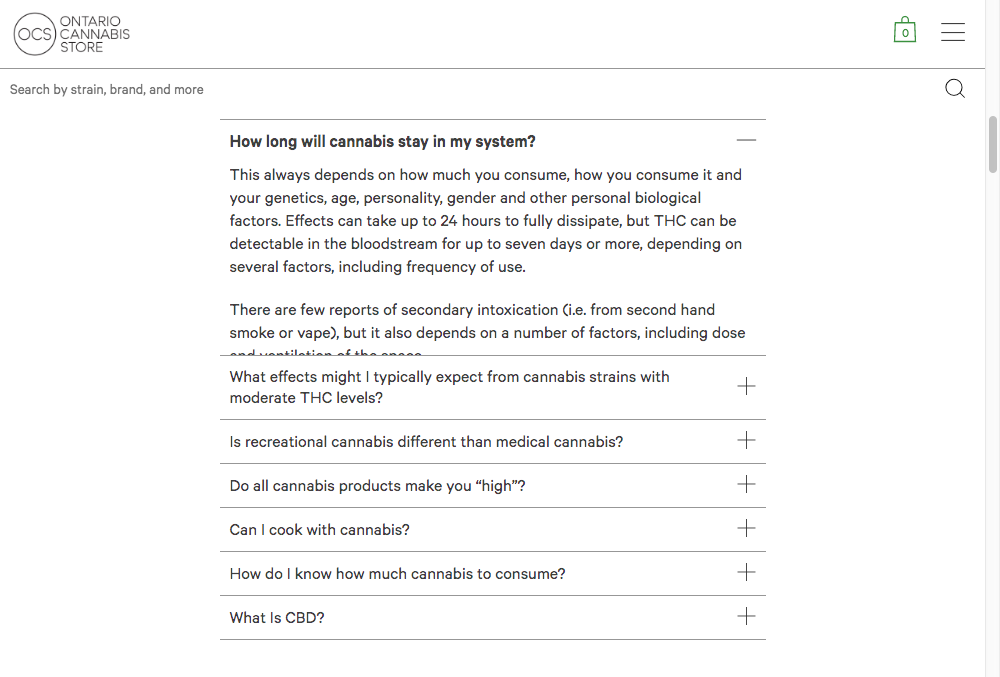 OCS
ONTARIO
CANNABIS
STORE
0
Search by strain, brand, and more
How long will cannabis stay in my system?
This always depends on how much you consume, how you consume it and
your genetics, age, personality, gender and other personal biological
factors. Effects can take up to 24 hours to fully dissipate, but THC can be
detectable in the bloodstream for up to seven days or more, depending on
several factors, including frequency of use.
There are few reports of secondary intoxication (i.e. from second hand
smoke or vape), but it also depends on a number of factors, including dose
and ventilation of the space.
What effects might I typically expect from cannabis strains with
moderate THC levels?
Is recreational cannabis different than medical cannabis?
Do all cannabis products make you “high”?
Can I cook with cannabis?
How do I know how much cannabis to consume?
What Is CBD?